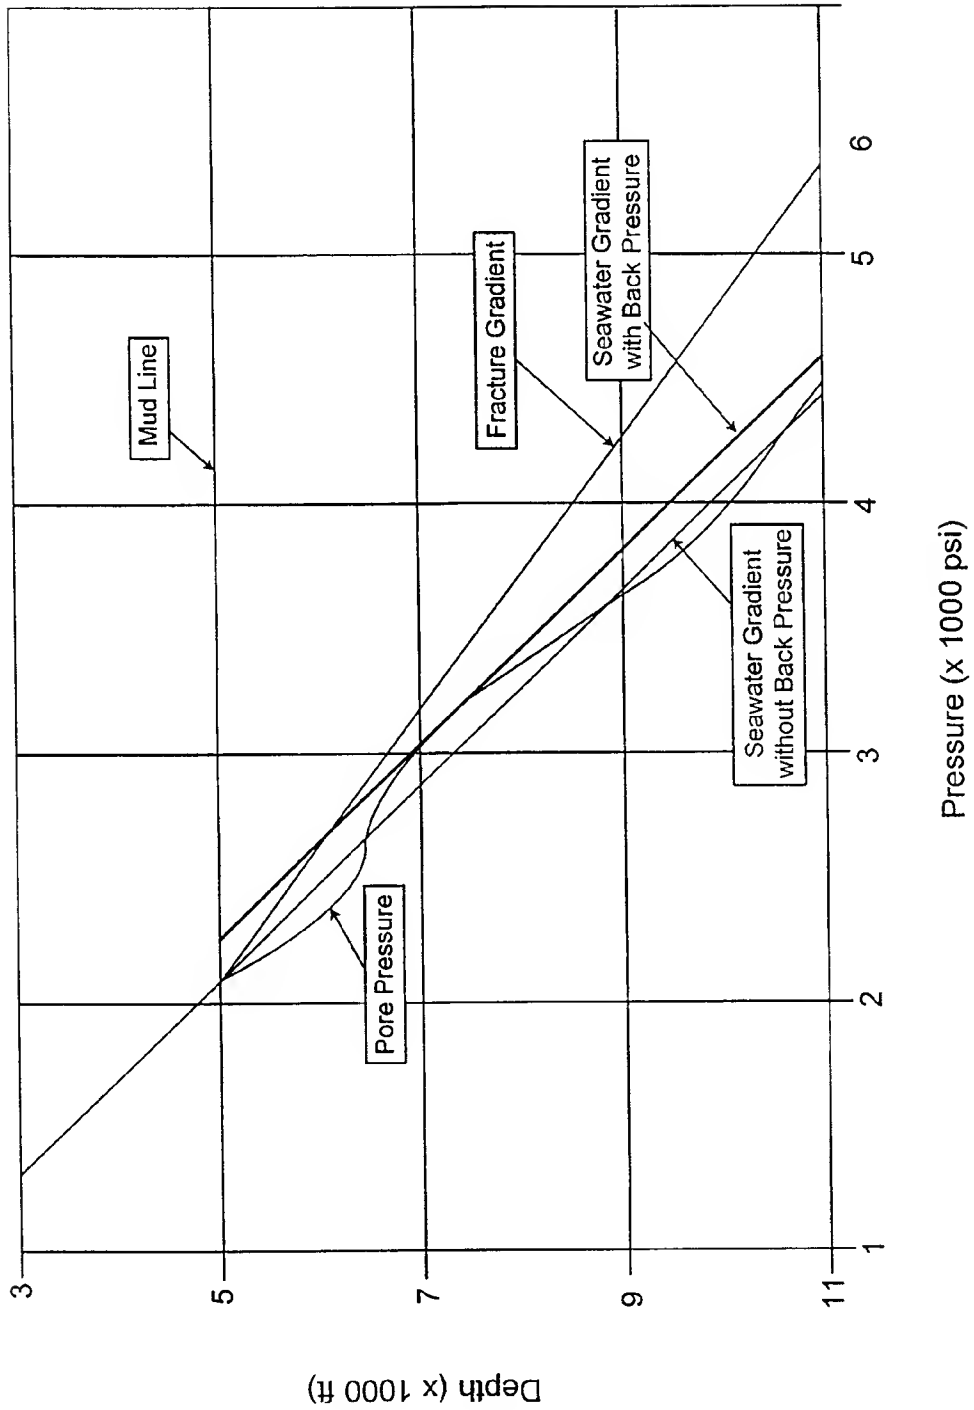 3
5
7
9
11
Depth (x 1000 ft)
Mud Line
Fracture Gradient
Seawater Gradient
with Back Pressure
Pore Pressure
Seawater Gradient
without Back Pressure
1
2
3
4
5
6
Pressure (x 1000 psi)